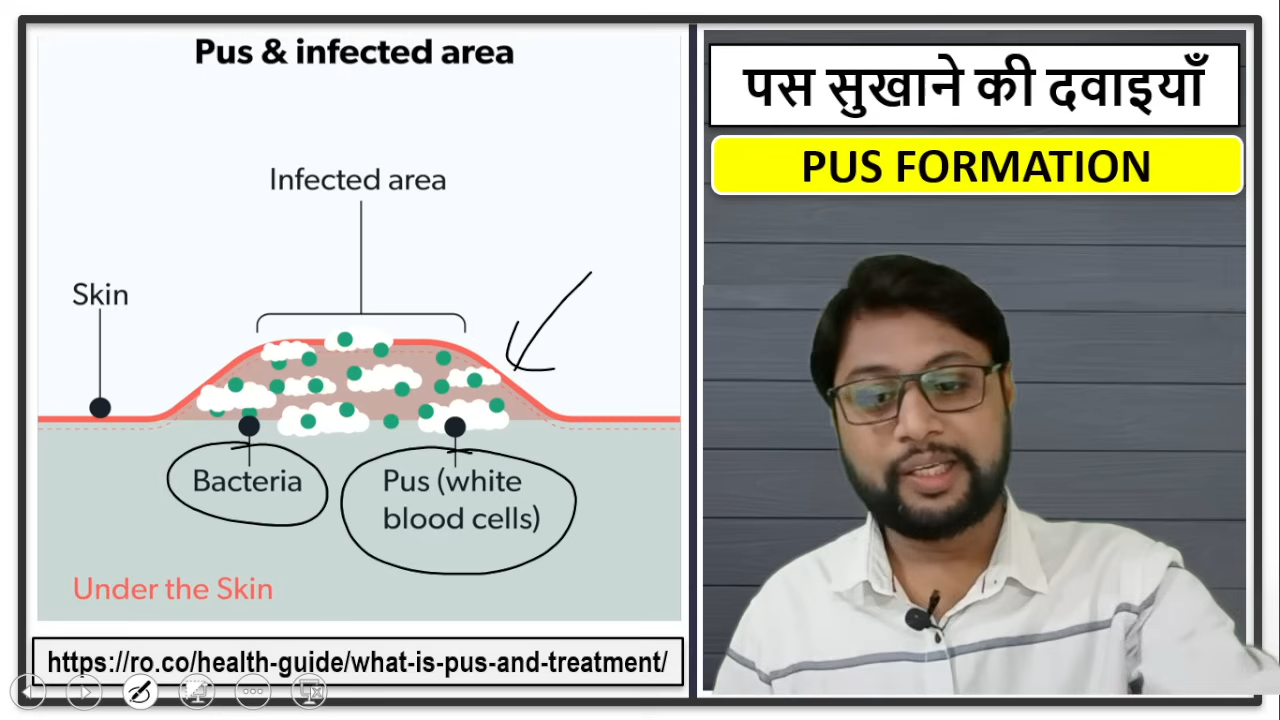 Pus & infected area
Infected area
Skin
Bacteria
Pus (white
blood cells)
Under the Skin
https://ro.co/health-guide/what-is-pus-and-treatment/
पस सुखाने की दवाइयाँ
PUS FORMATION